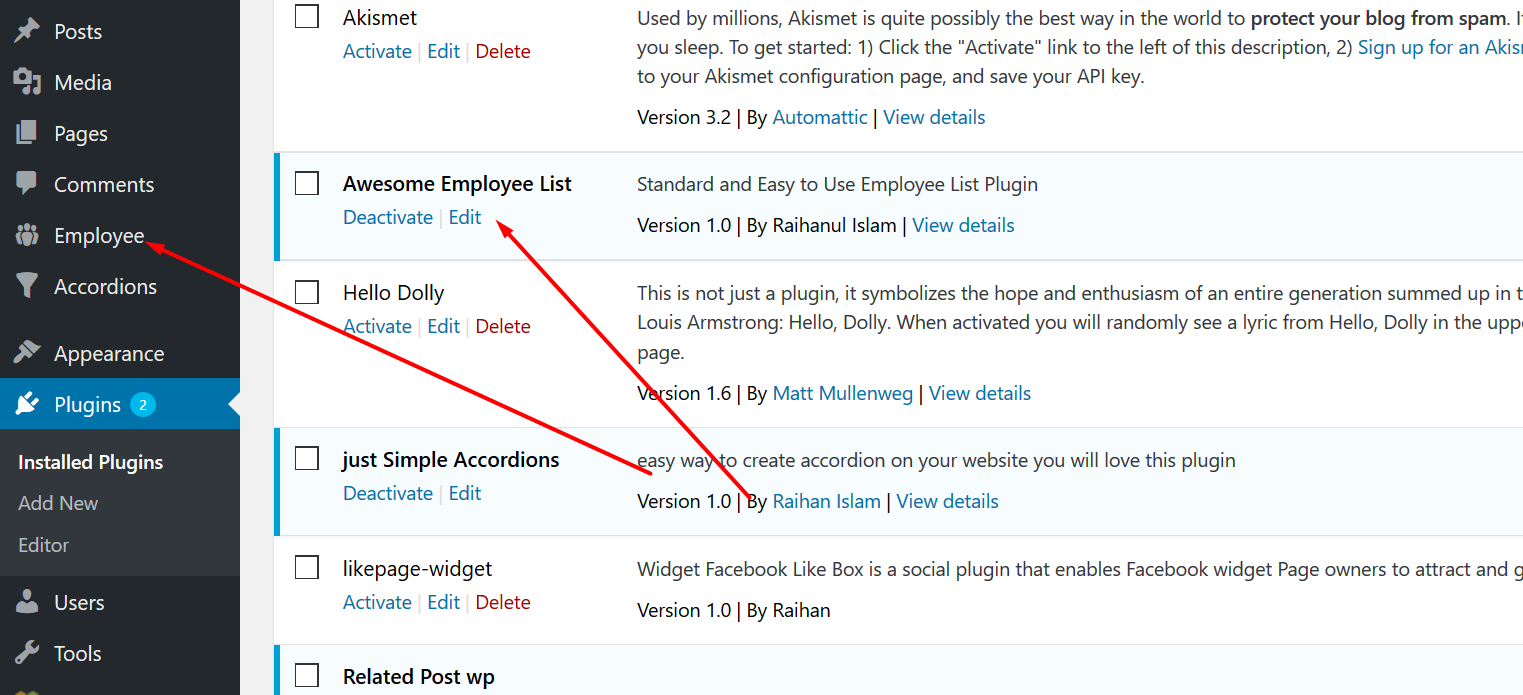 Posts
Media
Pages
Comments
Employee
Accordions
Appearance
Plugins 2
Installed Plugins
Add New
Editor
Users
Tools
Akismet
Activate | Edit | Delete
Used by millions, Akismet is quite possibly the best way in the world to protect your blog from spam. I
you sleep. To get started: 1) Click the "Activate" link to the left of this description, 2) Sign up for an Akis
to your Akismet configuration page, and save your API key.
Version 3.2 | By Automattic | View details
Awesome Employee List
Deactivate | Edit
Standard and Easy to Use Employee List Plugin
Version 1.0 | By Raihanul Islam | View details
Hello Dolly
Activate | Edit | Delete
This is not just a plugin, it symbolizes the hope and enthusiasm of an entire generation summed up in t
Louis Armstrong: Hello, Dolly. When activated you will randomly see a lyric from Hello, Dolly in the upp
page.
Version 1.6 | By Matt Mullenweg | View details
just Simple Accordions
Deactivate | Edit
easy way to create accordion on your website you will love this plugin
Version 1.0 | By Raihan Islam | View details
likepage-widget
Activate | Edit | Delete
Widget Facebook Like Box is a social plugin that enables Facebook widget Page owners to attract and g
Version 1.0 | By Raihan
Related Post wp